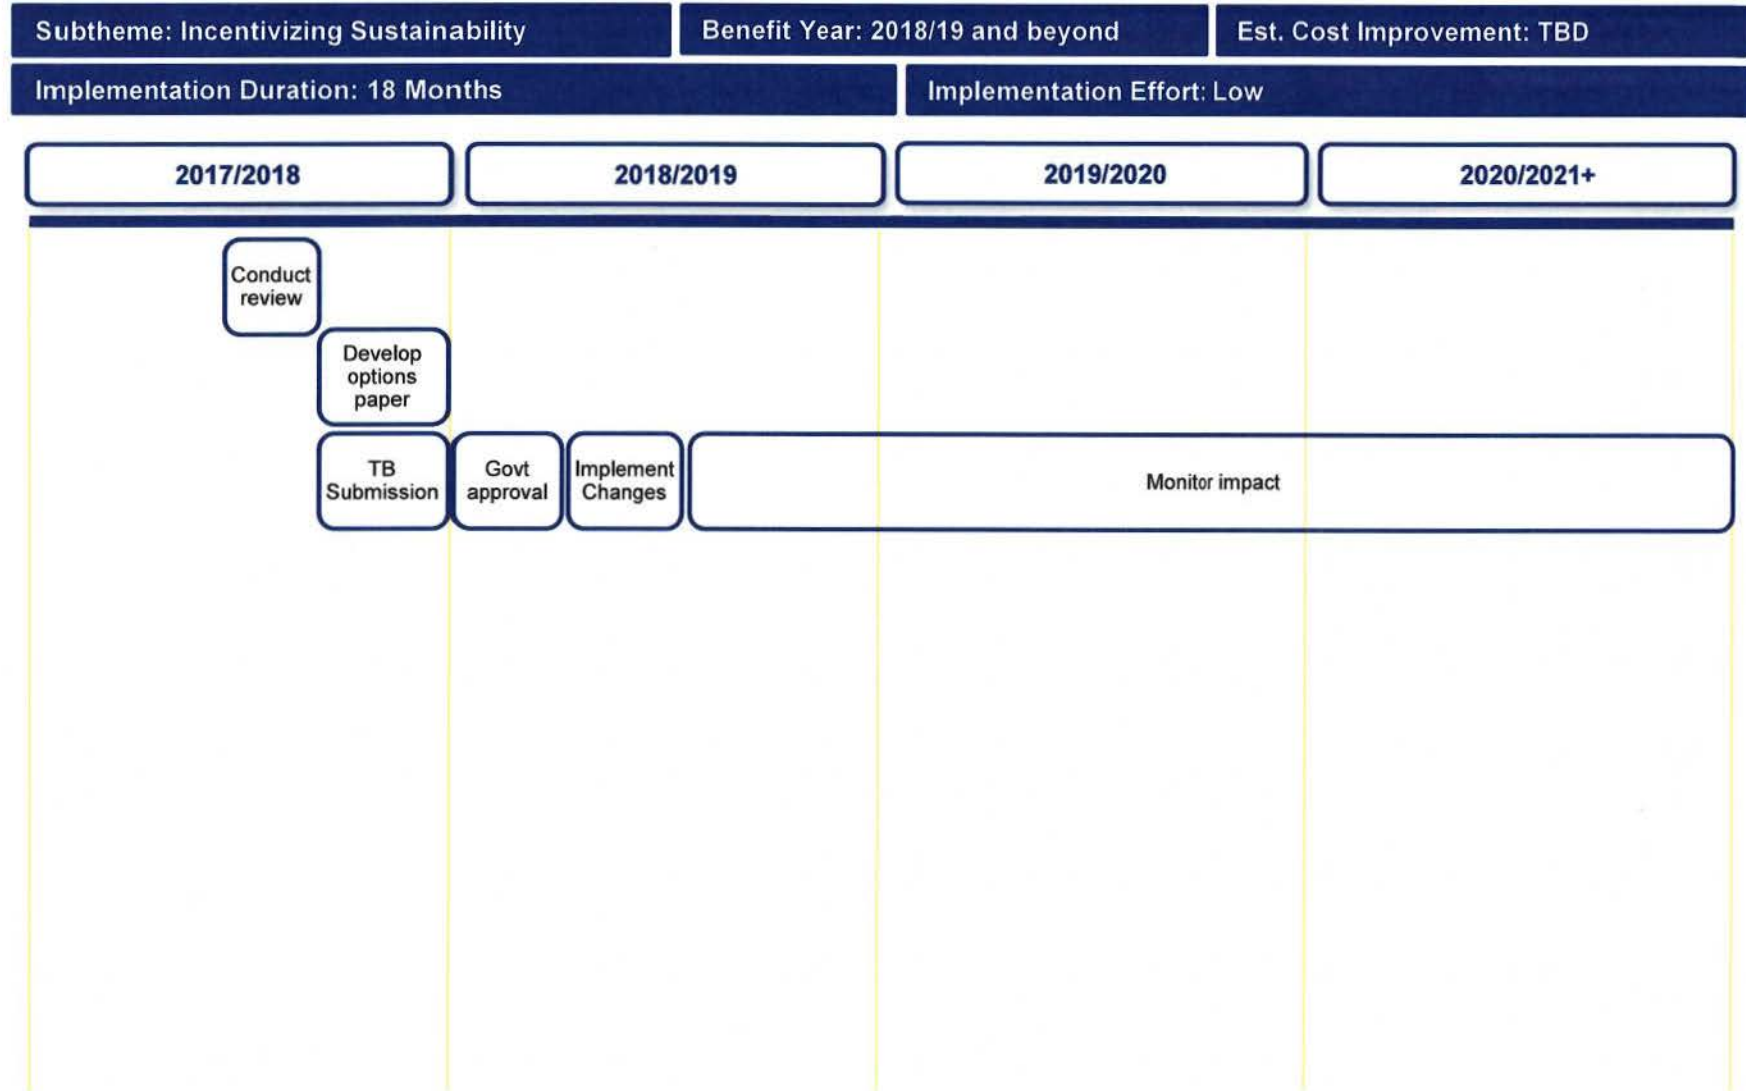 Subtheme: Incentivizing Sustainability
Benefit Year: 2018/19 and beyond
Est. Cost Improvement: TBD
Implementation Duration: 18 Months
Implementation Effort: Low
2017/2018
2018/2019
2019/2020
2020/2021+
Conduct
review
Develop
options
paper
TB
Submission
Govt
approval
Implement
Changes
Monitor impact